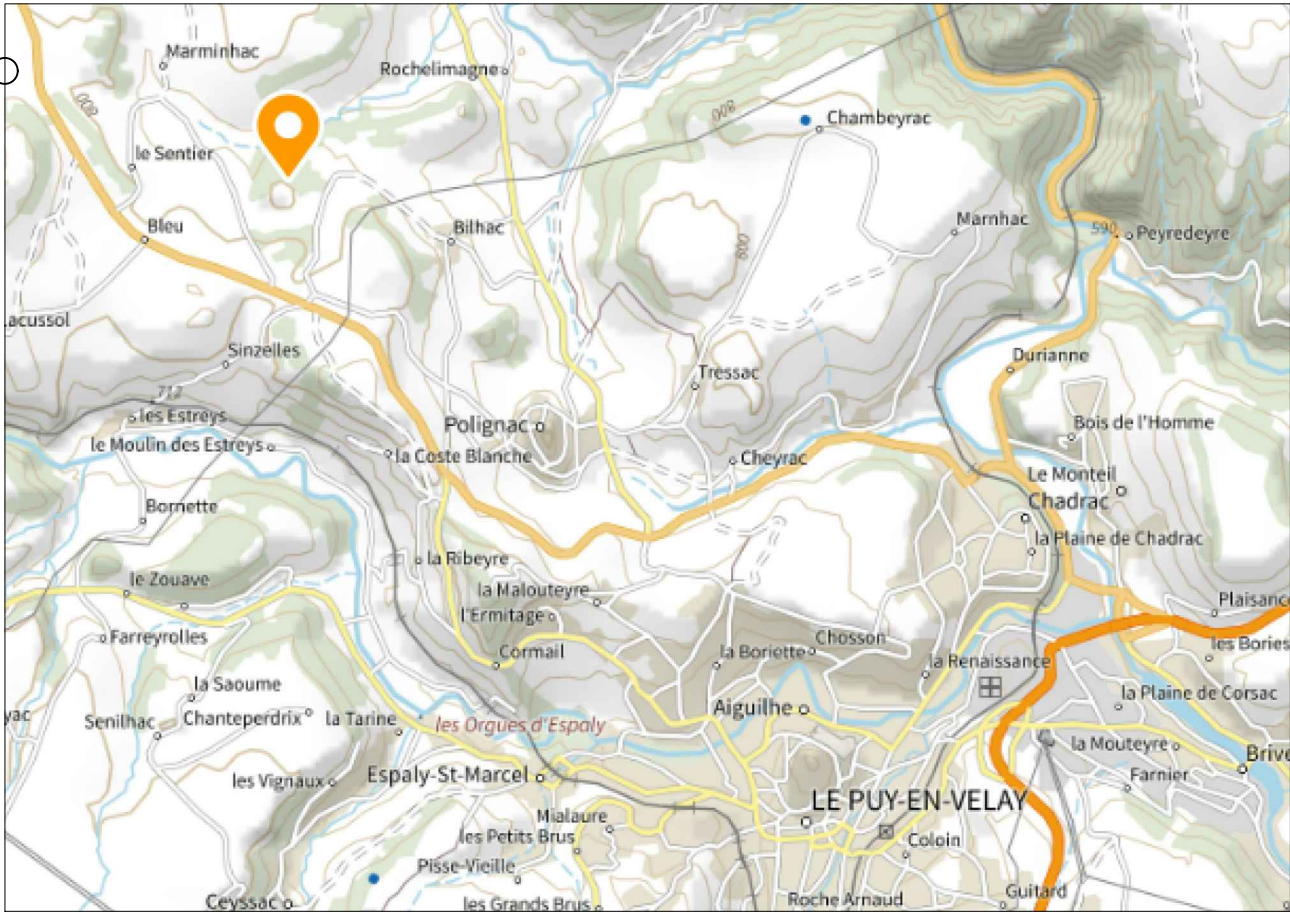 Marminhac
Rochelimagne
800
800
Chambeyrac
le Sentier
Bleu
Bilhac
Marnhac
590
Peyredeyre
009
Lacussol
Sinzelles
Durianne
Tressac
712
les Estreys
Polignac
Bois de l'Homme
le Moulin des Estreys
la Coste Blanche
Cheyrac
Le Monteil
Chadrac
Bornette
la Plaine de Chadrac
la Ribeyre
le Zouave
la Malouteyre
Plaisance
l'Ermitage
Farreyrolles
Chosson
les Bories
Cormail
la Boriette
la Renaissance
la Saoume
la Plaine de Corsac
yac
Senilhac
Chanteperdrix
la Tarine
les Orgues d'Espaly
Aiguilhe
la Mouteyre
Brive
les Vignaux
Espaly-St-Marcel
Farnier
LE PUY-EN-VELAY
Mialaure
les Petits Brus
Coloin
Pisse-Vieille
Ceyssac
les Grands Brus
Roche Arnaud
Guitard